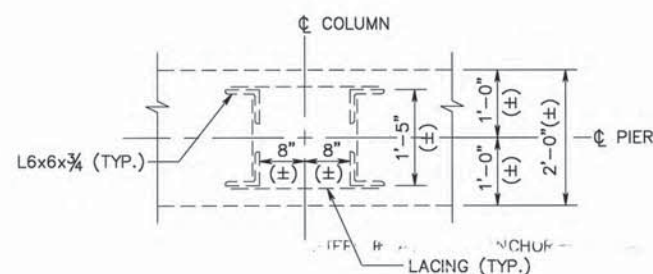 ℄ COLUMN
1'-0"
(±)
2'-0"(±)
1'-5"
(±)
℄ PIER
L6x6x¾ (TYP.)
8"
(±)
8"
(±)
1'-0"
(±)
LACING (TYP.)